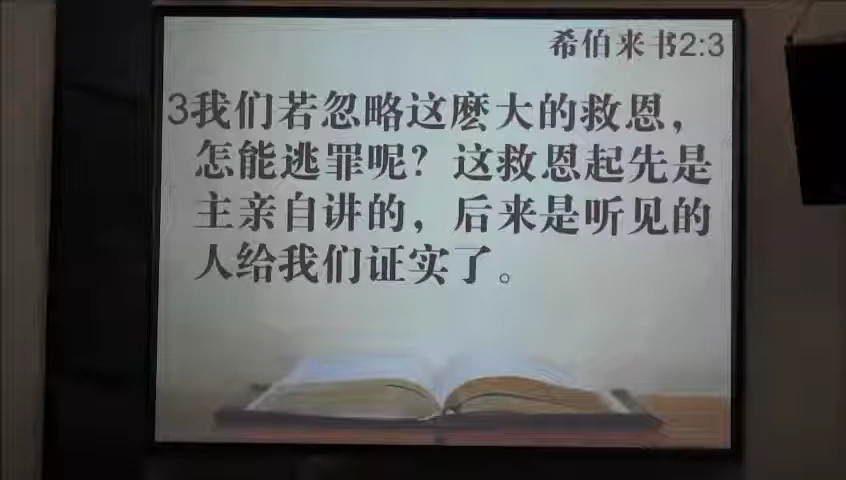 希伯来书2:3
3我们若忽略这麽大的救恩，
怎能逃罪呢？这救恩起先是
主亲自讲的，后来是听见的
人给我们证实了。